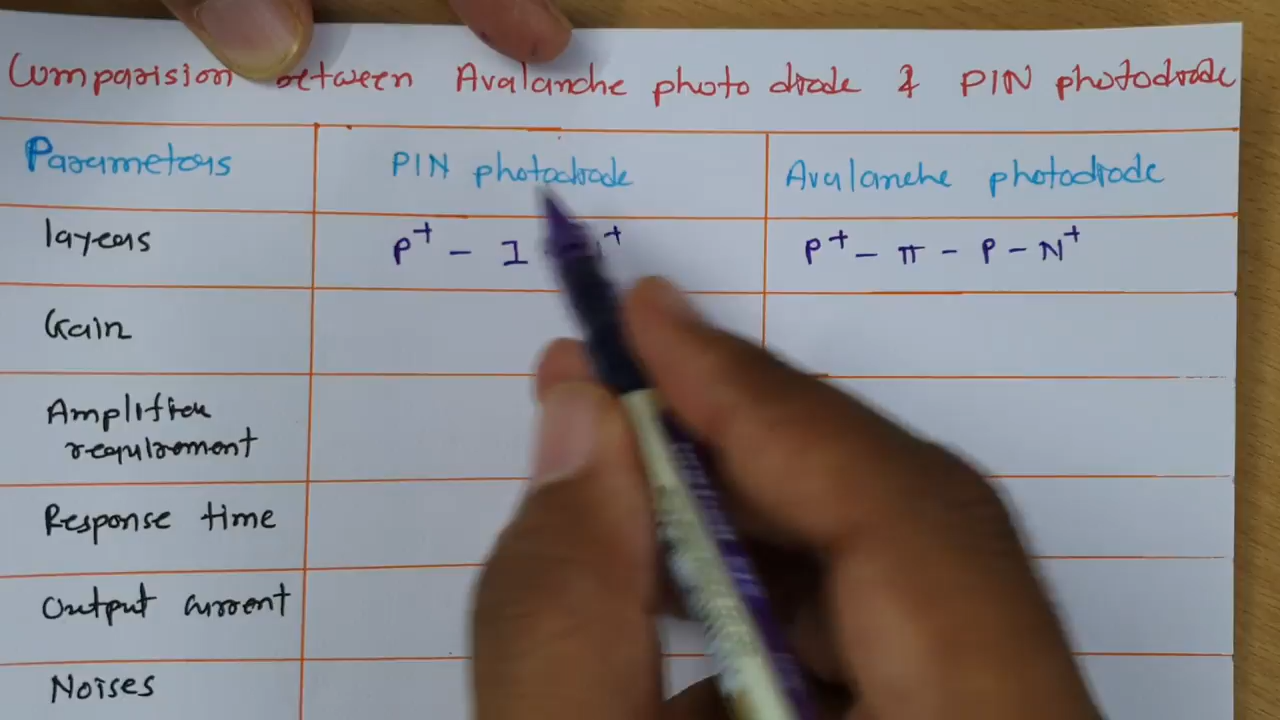 Comparision between Avalanche photo diode & PIN photodiode
Parameters PIN photodiode Avalanche photodiode
layers P+ - I N+ P+ - π - P - N+
Gain
Amplifier
requirement
Response time
Output current
Noises